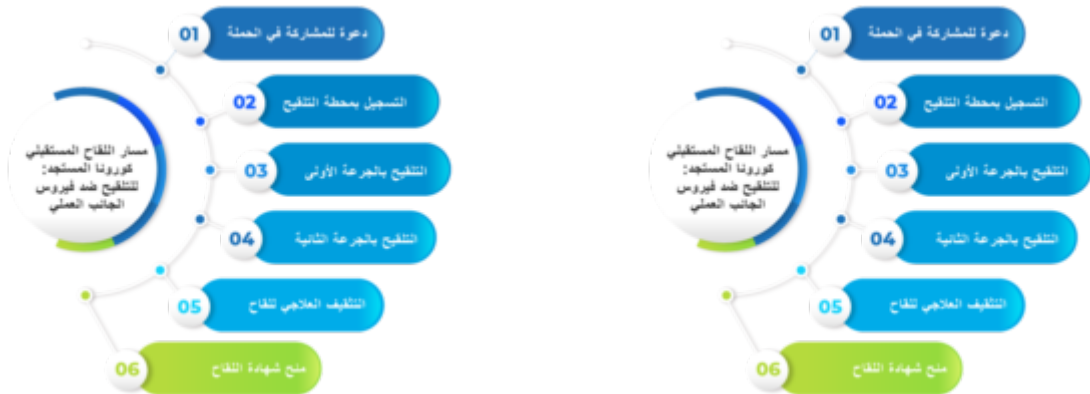 01
دعوة للمشاركة في الحملة
02
التسجيل بمحطة التلقيح
03
التلقيح بالجرعة الأولى
04
التلقيح بالجرعة الثانية
05
التثقيف العلاجي للقاح
06
منح شهادة اللقاح
مسار اللقاح المستقبلي
كورونا المستجد:
للتلقيح ضد فيروس
الجانب العملي
01
دعوة للمشاركة في الحملة
02
التسجيل بمحطة التلقيح
03
التلقيح بالجرعة الأولى
04
التلقيح بالجرعة الثانية
05
التثقيف العلاجي للقاح
06
منح شهادة اللقاح
مسار اللقاح المستقبلي
كورونا المستجد:
للتلقيح ضد فيروس
الجانب العملي